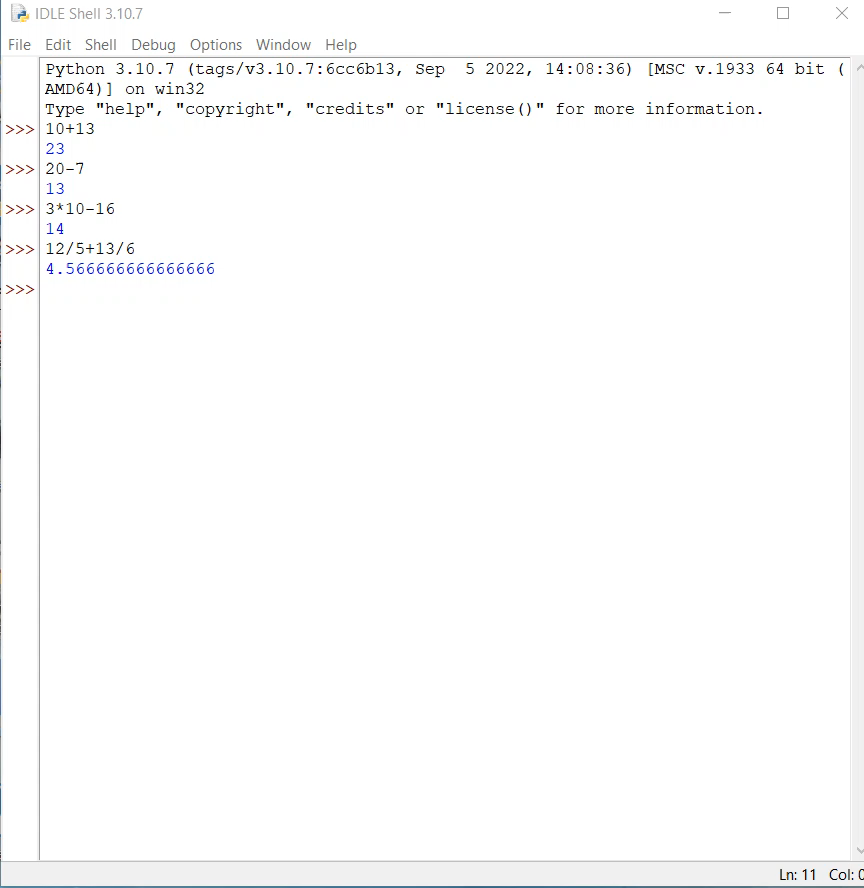 IDLE Shell 3.10.7
File Edit Shell Debug Options Window Help
Python 3.10.7 (tags/v3.10.7:6cc6b13, Sep  5 2022, 14:08:36) [MSC v.1933 64 bit (
AMD64)] on win32
Type "help", "copyright", "credits" or "license()" for more information.
>>> 10+13
23
>>> 20-7
13
>>> 3*10-16
14
>>> 12/5+13/6
4.566666666666666
>>>
Ln: 11 Col: 0